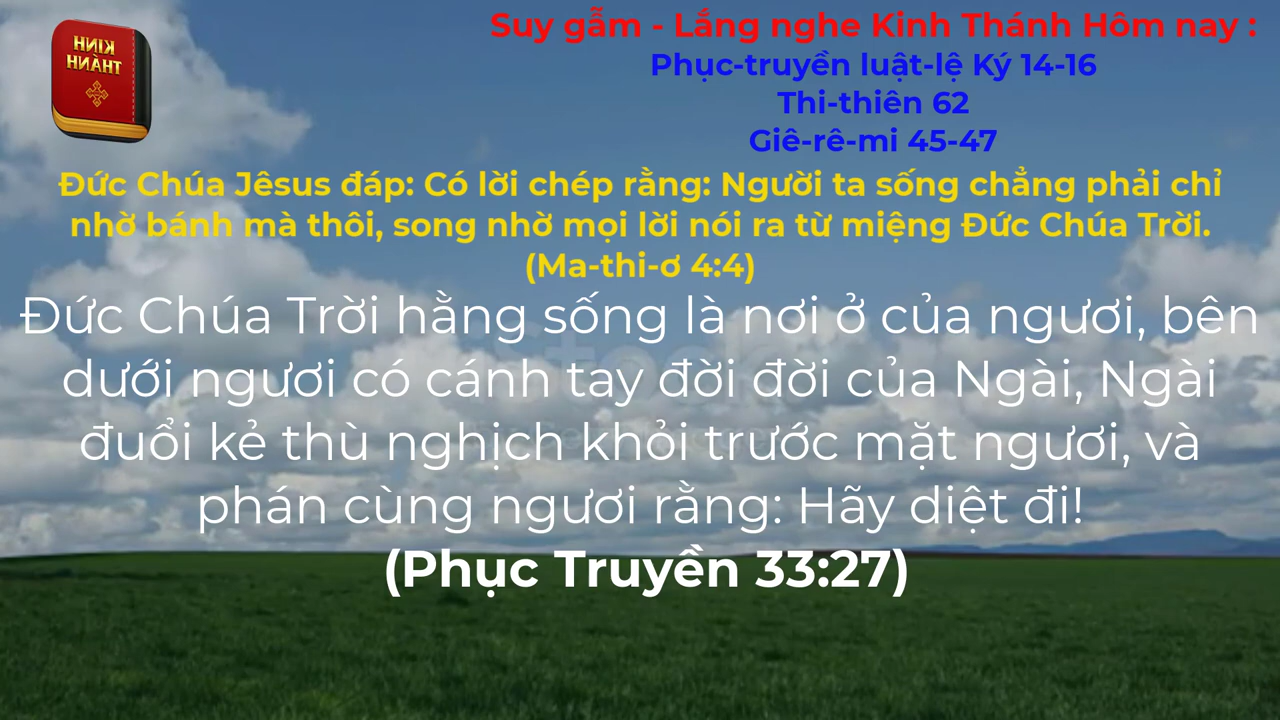 KINH
THÁNH
Suy gẫm - Lắng nghe Kinh Thánh Hôm nay :
Phục-truyền luật-lệ Ký 14-16
Thi-thiên 62
Giê-rê-mi 45-47
Đức Chúa Jêsus đáp: Có lời chép rằng: Người ta sống chẳng phải chỉ
nhờ bánh mà thôi, song nhờ mọi lời nói ra từ miệng Đức Chúa Trời.
(Ma-thi-ơ 4:4)
Đức Chúa Trời hằng sống là nơi ở của ngươi, bên
dưới ngươi có cánh tay đời đời của Ngài, Ngài
đuổi kẻ thù nghịch khỏi trước mặt ngươi, và
phán cùng ngươi rằng: Hãy diệt đi!
(Phục Truyền 33:27)